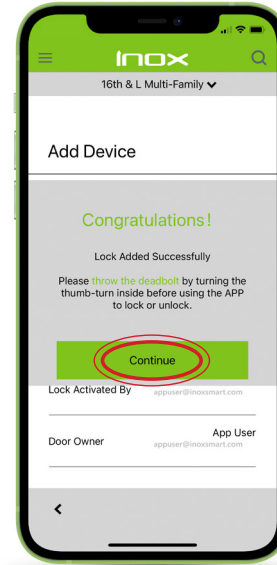 INOX
16th & L Multi-Family
Add Device
Congratulations!
Lock Added Successfully
Please throw the deadbolt by turning the
thumb-turn inside before using the APP
to lock or unlock.
Continue
Lock Activated By
appuser@inoxsmart.com
App User
Door Owner
appuser@inoxsmart.com